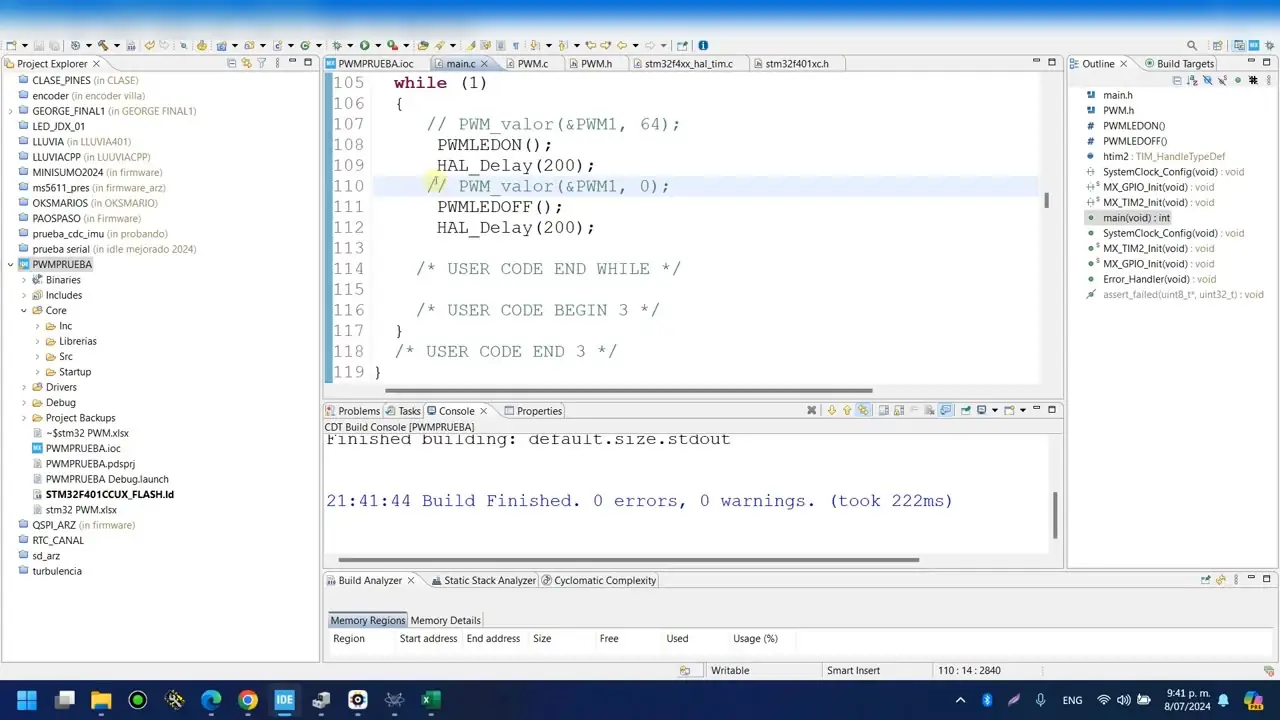 Project Explorer
CLASE_PINES (in CLASE)
encoder (in encoder villa)
GEORGE_FINAL1 (in GEORGE FINAL1)
LED_JDX_01
LLUVIA (in LLUVIA401)
LLUVIACPP (in LUUVIACPP)
MINISUMO2024 (in firmware)
ms5611_pres (in firmware_arz)
OKSMARIOS (in OKSMARIO)
PAOSPASO (in Firmware)
prueba_cdc_imu (in probando)
prueba serial (in idle mejorado 2024)
PWMPRUEBA
Binaries
Includes
Core
Inc
Librerias
Src
Startup
Drivers
Debug
Project Backups
~$stm32 PWM.xlsx
PWMPRUEBA.ioc
PWMPRUEBA.pdsprj
PWMPRUEBA Debug.launch
STM32F401CCUX_FLASH.ld
stm32 PWM.xlsx
QSPI_ARZ (in firmware)
RTC_CANAL
sd_arz
turbulencia
PWMPRUEBA.ioc main.c PWM.c PWM.h stm32f4xx_hal_tim.c stm32f401xc.h
105 while (1)
106 {
107 // PWM_valor(&PWM1, 64);
108 PWMLEDON();
109 HAL_Delay(200);
110 // PWM_valor(&PWM1, 0);
111 PWMLEDOFF();
112 HAL_Delay(200);
113
114 /* USER CODE END WHILE */
115
116 /* USER CODE BEGIN 3 */
117 }
118 /* USER CODE END 3 */
119 }
Problems Tasks Console Properties
CDT Build Console [PWMPRUEBA]
Finished building: default.size.stdout
21:41:44 Build Finished. 0 errors, 0 warnings. (took 222ms)
Build Analyzer Static Stack Analyzer Cyclomatic Complexity
Memory Regions Memory Details
Region Start address End address Size Free Used Usage (%)
Outline Build Targets
main.h
PWM.h
PWMLEDON()
PWMLEDOFF()
htim2 : TIM_HandleTypeDef
SystemClock_Config(void) : void
MX_GPIO_Init(void) : void
MX_TIM2_Init(void) : void
main(void) : int
SystemClock_Config(void) : void
MX_TIM2_Init(void) : void
MX_GPIO_Init(void) : void
Error_Handler(void) : void
assert_failed(uint8_t*, uint32_t) : void
Writable Smart Insert 110 : 14 : 2840
IDE
ENG
9:41 p. m.
8/07/2024